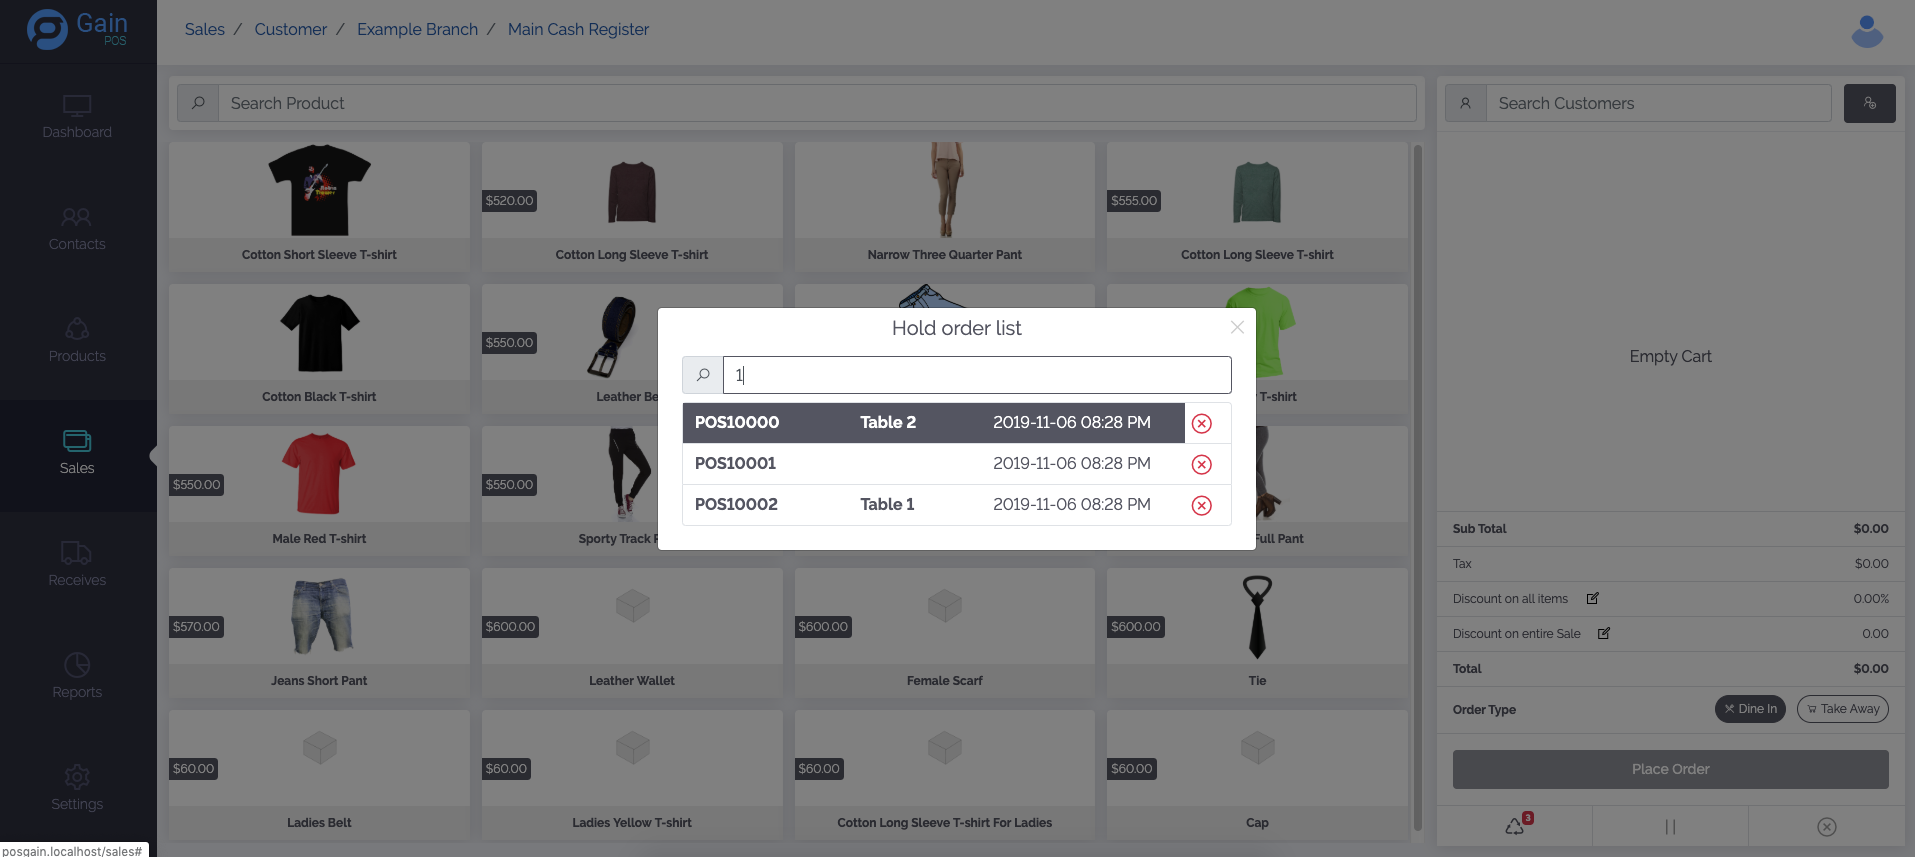 Gain
POS
Sales / Customer / Example Branch / Main Cash Register
Dashboard
Contacts
Products
Sales
Receives
Reports
Settings
Search Product
Cotton Short Sleeve T-shirt
$520.00
Cotton Long Sleeve T-shirt
Narrow Three Quarter Pant
$555.00
Cotton Long Sleeve T-shirt
Cotton Black T-shirt
$550.00
Leather Be
T-shirt
$550.00
Male Red T-shirt
$550.00
Sporty Track
Full Pant
$570.00
Jeans Short Pant
$600.00
Leather Wallet
$600.00
Female Scarf
$600.00
Tie
$60.00
Ladies Belt
$60.00
Ladies Yellow T-shirt
$60.00
Cotton Long Sleeve T-shirt For Ladies
$60.00
Cap
Hold order list
1
POS10000 Table 2 2019-11-06 08:28 PM
POS10001 2019-11-06 08:28 PM
POS10002 Table 1 2019-11-06 08:28 PM
Search Customers
Empty Cart
Sub Total $0.00
Tax $0.00
Discount on all items 0.00%
Discount on entire Sale 0.00
Total $0.00
Order Type Dine In Take Away
Place Order
3
posgain.localhost/sales#